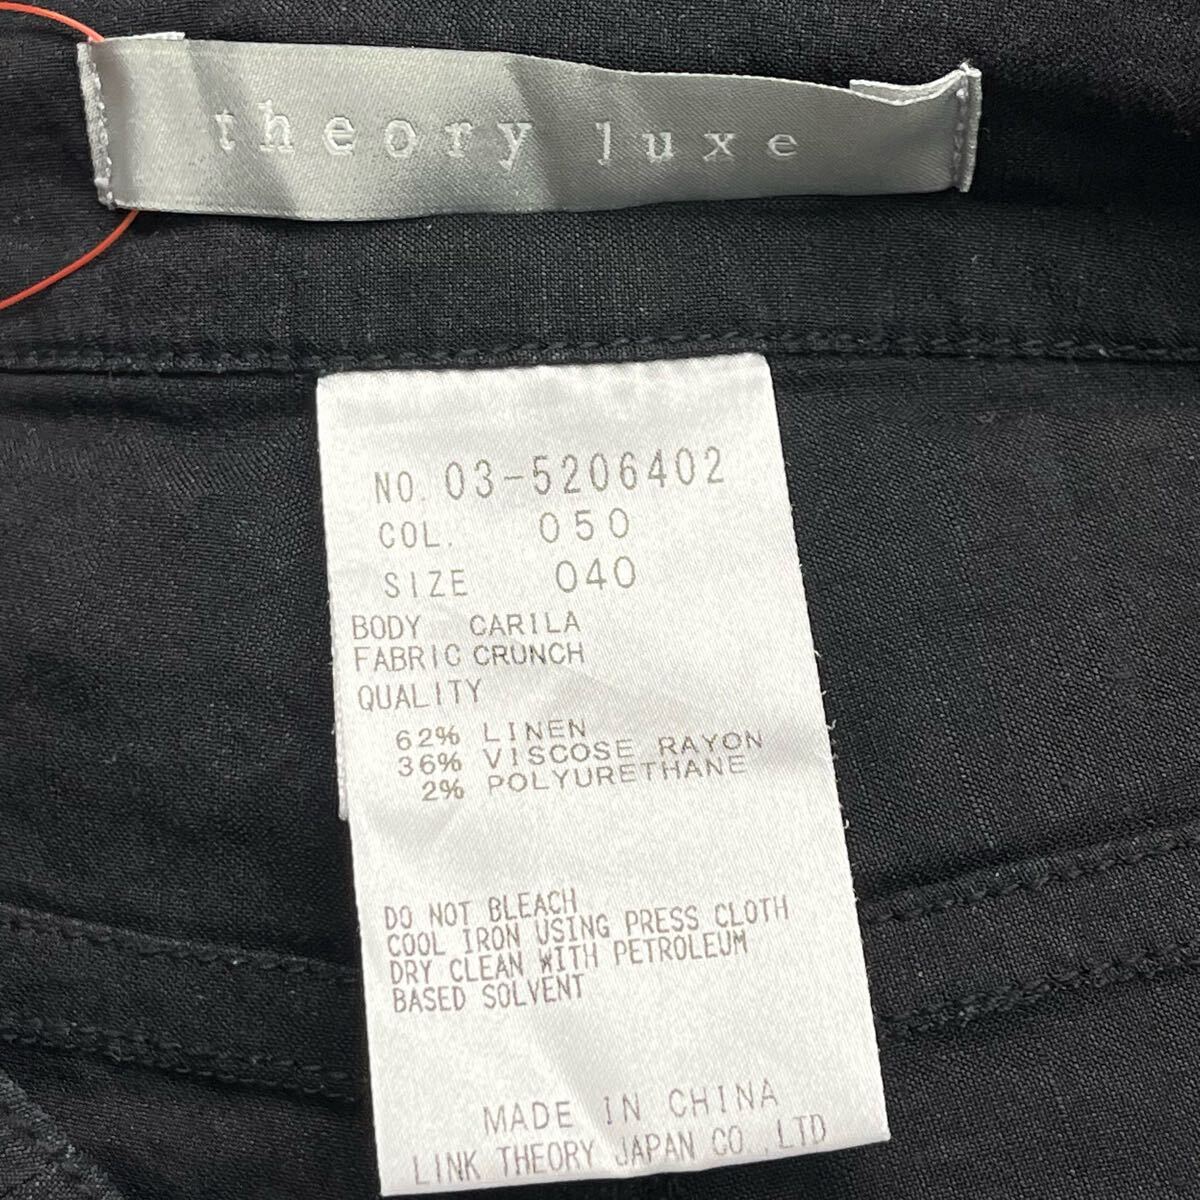 theory luxe
NO. 03-5206402
COL. 050
SIZE 040
BODY CARILA
FABRIC CRUNCH
QUALITY
62% LINEN
36% VISCOSE RAYON
2% POLYURETHANE
DO NOT BLEACH
COOL IRON USING PRESS CLOTH
DRY CLEAN WITH PETROLEUM
BASED SOLVENT
MADE IN CHINA
LINK THEORY JAPAN CO.,LTD